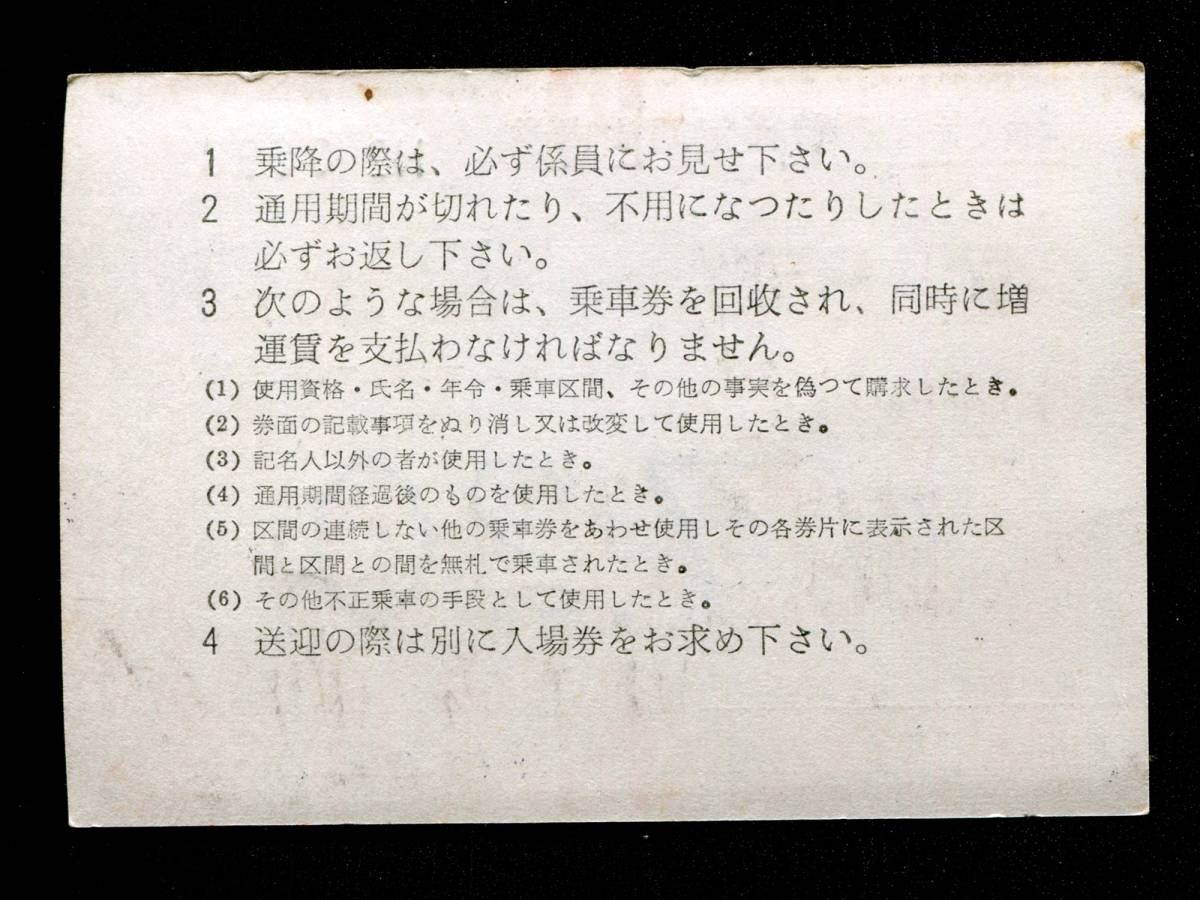 1 乗降の際は、必ず係員にお見せ下さい。
2 通用期間が切れたり、不用になつたりしたときは
必ずお返し下さい。
3 次のような場合は、乗車券を回収され、同時に増
運賃を支払わなければなりません。
(1) 使用資格・氏名・年令・乗車区間、その他の事実を偽つて購求したとき。
(2) 券面の記載事項をぬり消し又は改変して使用したとき。
(3) 記名人以外の者が使用したとき。
(4) 通用期間経過後のものを使用したとき。
(5) 区間の連続しない他の乗車券をあわせ使用しその各券片に表示された区
間と区間との間を無札で乗車されたとき。
(6) その他不正乗車の手段として使用したとき。
4 送迎の際は別に入場券をお求め下さい。